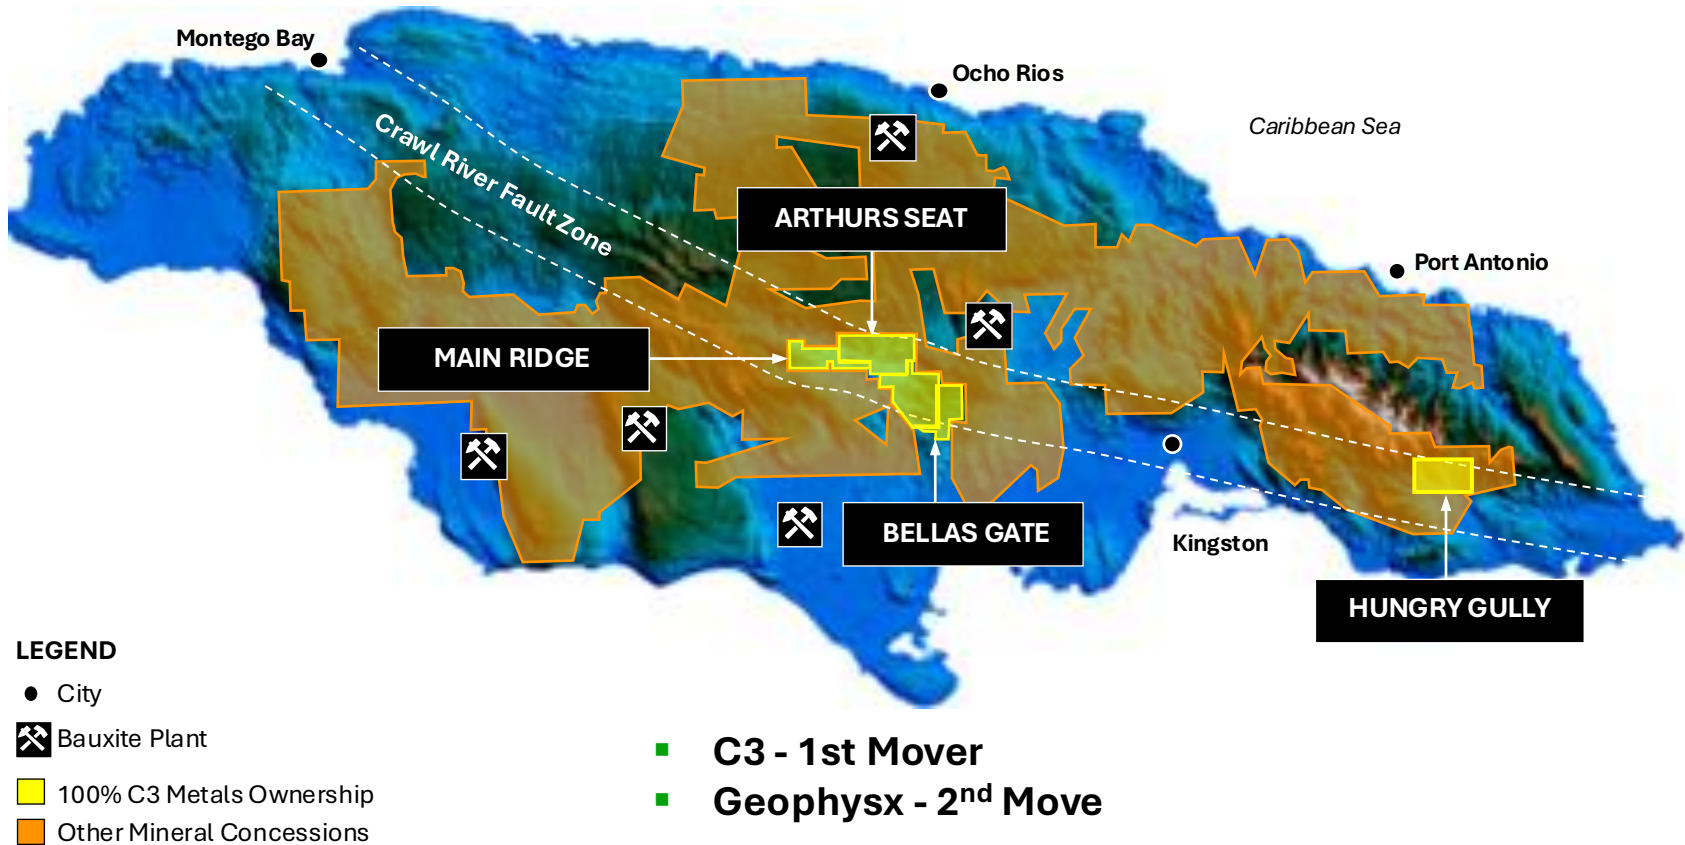 Montego Bay
Ocho Rios
Caribbean Sea
Crawl River Fault Zone
ARTHURS SEAT
Port Antonio
MAIN RIDGE
BELLAS GATE
Kingston
HUNGRY GULLY
LEGEND
City
Bauxite Plant
100% C3 Metals Ownership
Other Mineral Concessions
C3 - 1st Mover
Geophysx - 2nd Move